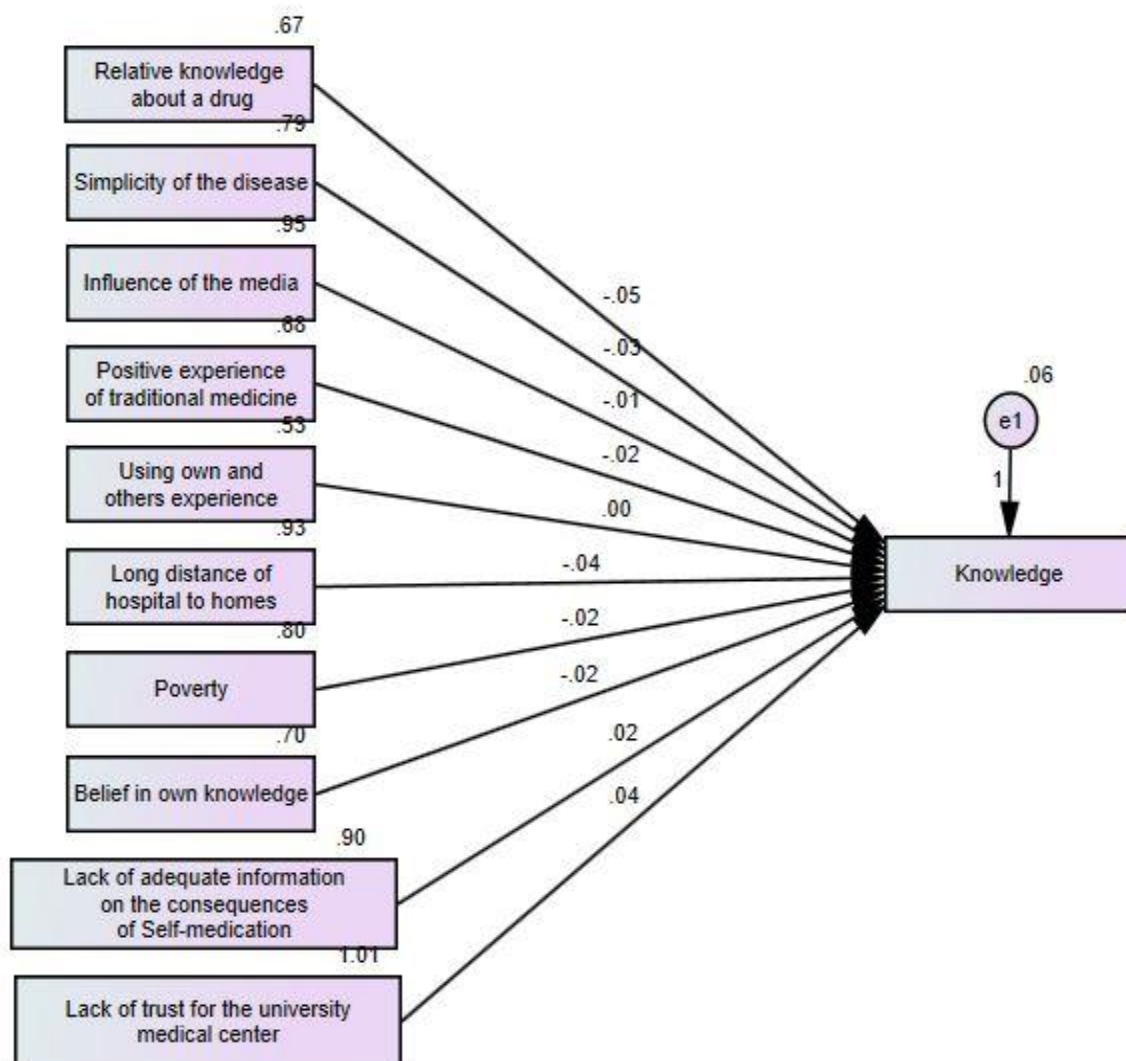 .67
Relative knowledge
about a drug
.79
Simplicity of the disease
.95
Influence of the media
.68
Positive experience
of traditional medicine
.53
Using own and
others experience
.93
Long distance of
hospital to homes
.80
Poverty
.70
Belief in own knowledge
.90
Lack of adequate information
on the consequences
of Self-medication
1.01
Lack of trust for the university
medical center
-.05
-.03
-.01
-.02
.00
-.04
-.02
-.02
.02
.04
.06
e1
1
Knowledge